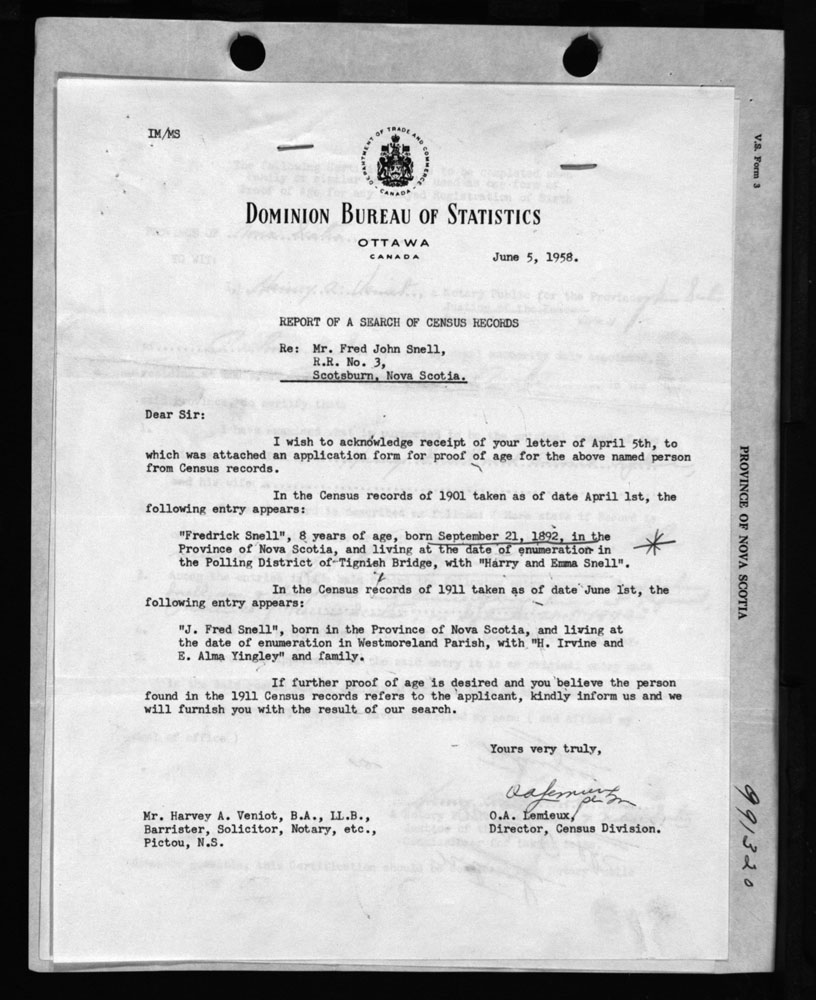 IM/MS
DEPARTMENT OF TRADE AND COMMERCE
CANADA
DOMINION BUREAU OF STATISTICS
OTTAWA
CANADA
June 5, 1958.
REPORT OF A SEARCH OF CENSUS RECORDS
Re: Mr. Fred John Snell,
R.R. No. 3,
Scotsburn, Nova Scotia.
Dear Sir:
I wish to acknowledge receipt of your letter of April 5th, to
which was attached an application form for proof of age for the above named person
from Census records.
In the Census records of 1901 taken as of date April 1st, the
following entry appears:
"Fredrick Snell", 8 years of age, born September 21, 1892, in the
Province of Nova Scotia, and living at the date of enumeration in
the Polling District of Tignish Bridge, with "Harry and Emma Snell".
In the Census records of 1911 taken as of date June 1st, the
following entry appears:
"J. Fred Snell", born in the Province of Nova Scotia, and living at
the date of enumeration in Westmoreland Parish, with "H. Irvine and
E. Alma Yingley" and family.
If further proof of age is desired and you believe the person
found in the 1911 Census records refers to the applicant, kindly inform us and we
will furnish you with the result of our search.
Yours very truly,
O.A. Lemieux,
Director, Census Division.
Mr. Harvey A. Veniot, B.A., LL.B.,
Barrister, Solicitor, Notary, etc.,
Pictou, N.S.
V.S. Form 3
PROVINCE OF NOVA SCOTIA
991320